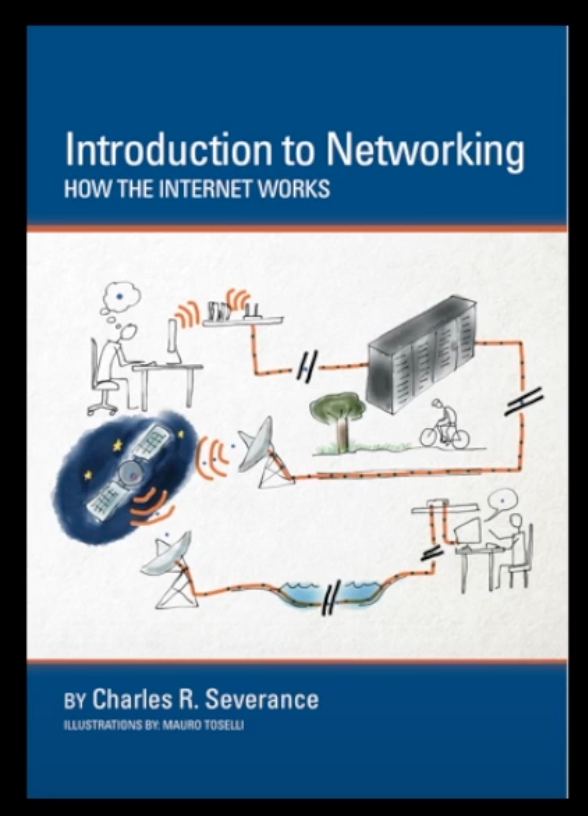 Introduction to Networking
HOW THE INTERNET WORKS
BY Charles R. Severance
ILLUSTRATIONS BY: MAURO TOSELLI